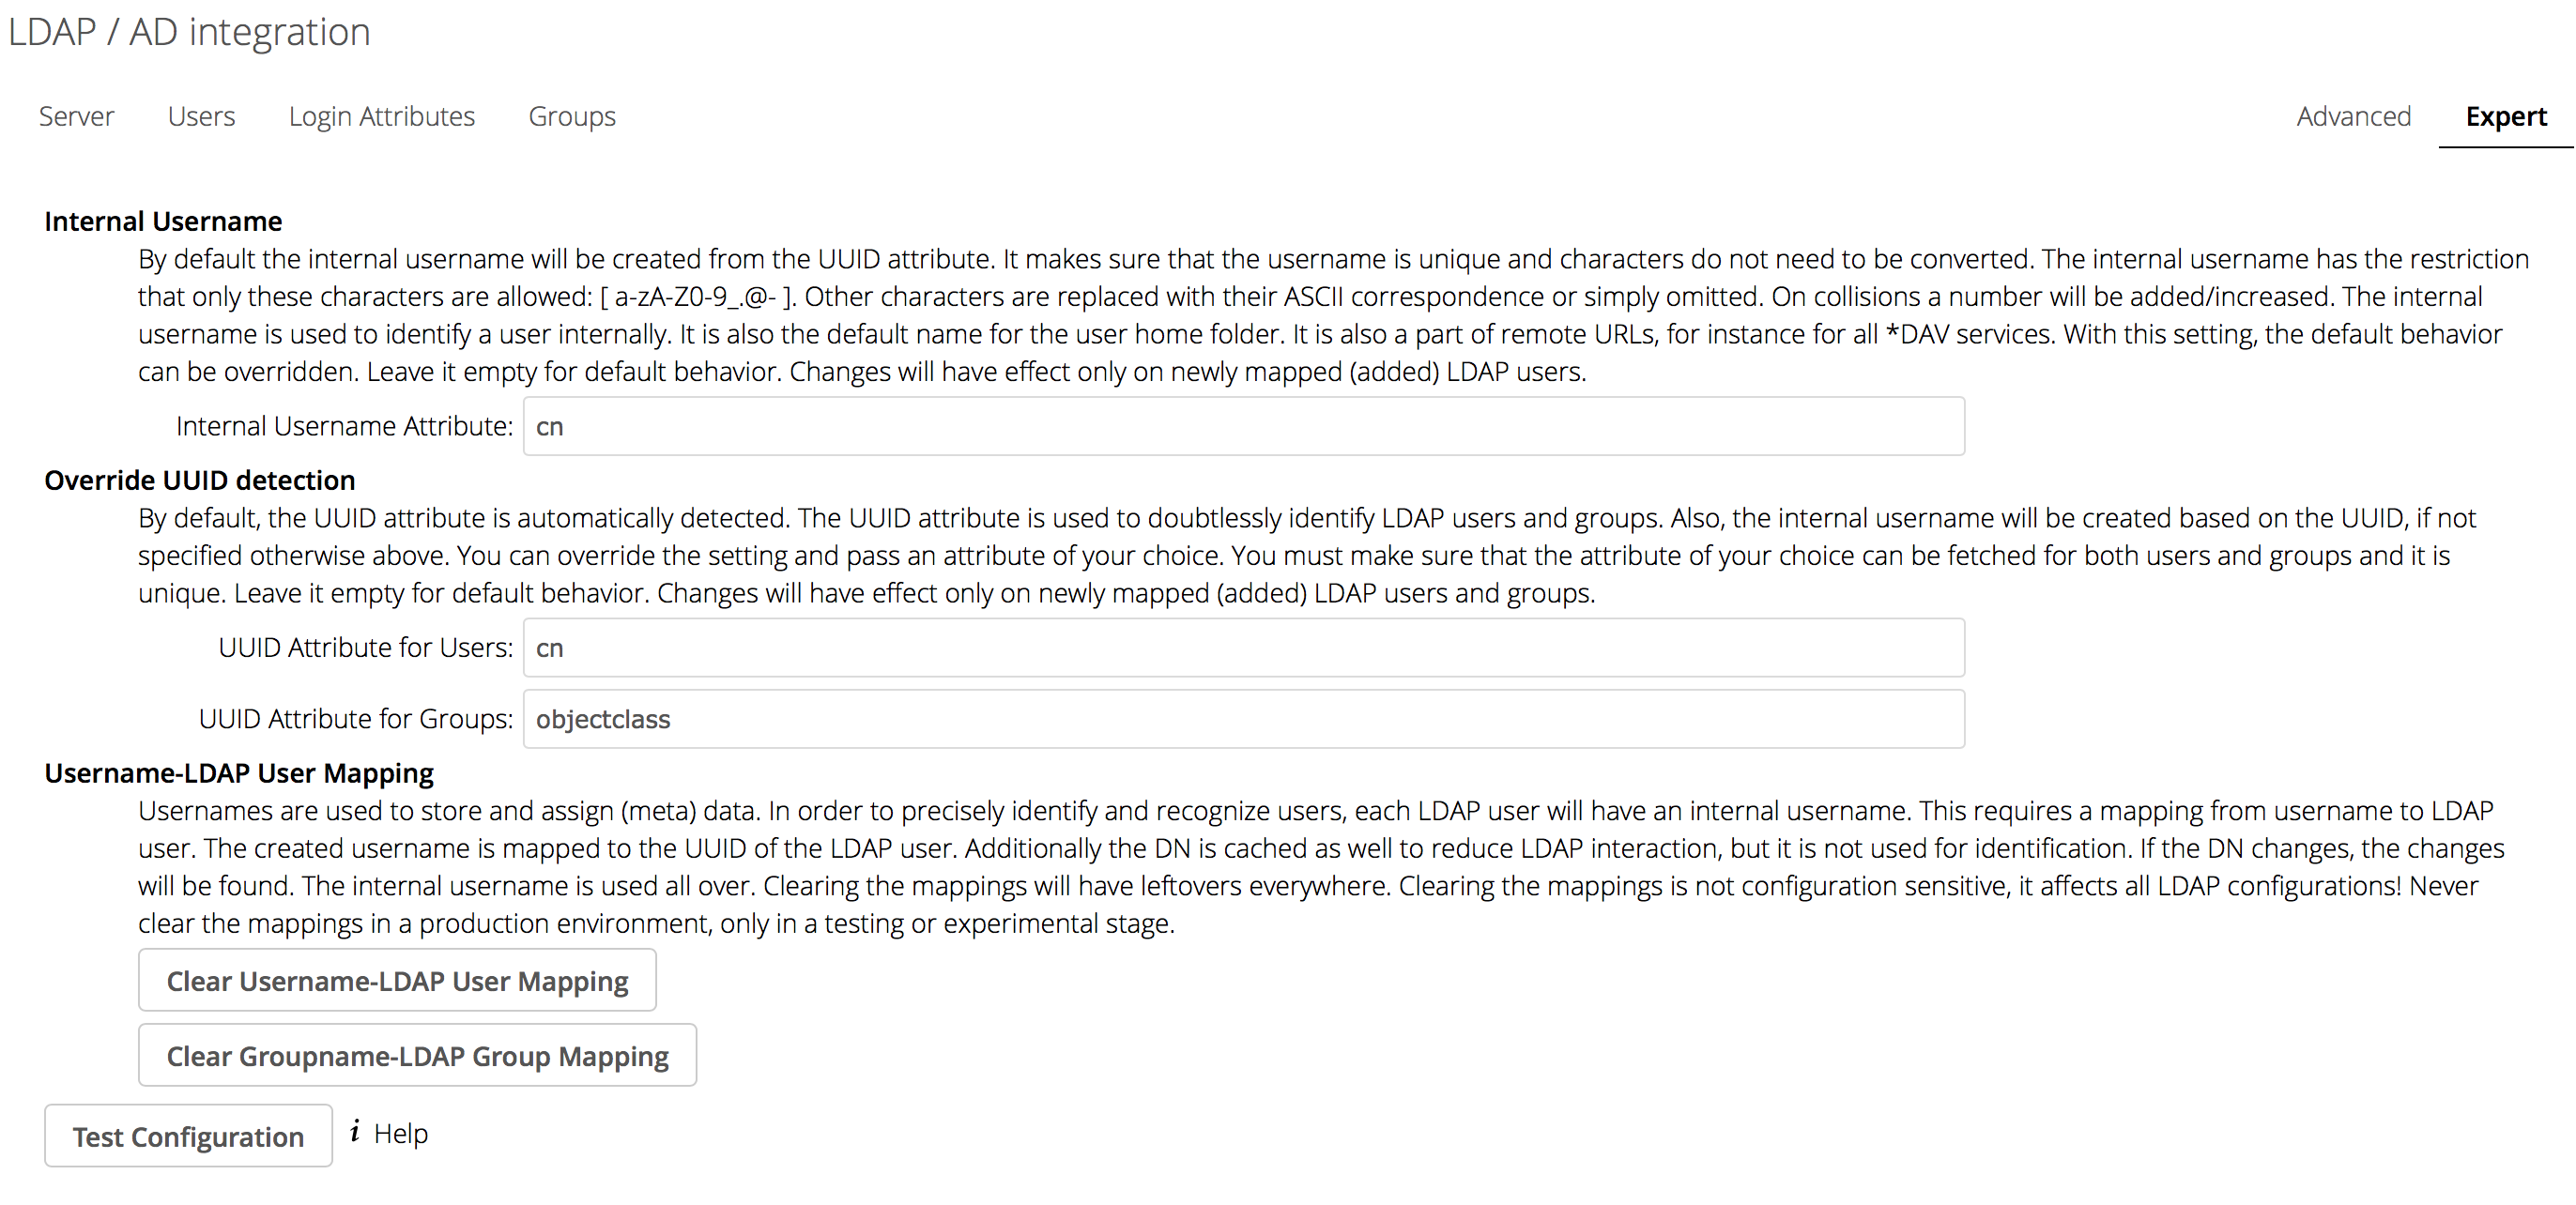 LDAP / AD integration
Server Users Login Attributes Groups Advanced Expert
Internal Username
By default the internal username will be created from the UUID attribute. It makes sure that the username is unique and characters do not need to be converted. The internal username has the restriction
that only these characters are allowed: [ a-zA-Z0-9_.@- ]. Other characters are replaced with their ASCII correspondence or simply omitted. On collisions a number will be added/increased. The internal
username is used to identify a user internally. It is also the default name for the user home folder. It is also a part of remote URLs, for instance for all *DAV services. With this setting, the default behavior
can be overridden. Leave it empty for default behavior. Changes will have effect only on newly mapped (added) LDAP users.
Internal Username Attribute: cn
Override UUID detection
By default, the UUID attribute is automatically detected. The UUID attribute is used to doubtlessly identify LDAP users and groups. Also, the internal username will be created based on the UUID, if not
specified otherwise above. You can override the setting and pass an attribute of your choice. You must make sure that the attribute of your choice can be fetched for both users and groups and it is
unique. Leave it empty for default behavior. Changes will have effect only on newly mapped (added) LDAP users and groups.
UUID Attribute for Users: cn
UUID Attribute for Groups: objectclass
Username-LDAP User Mapping
Usernames are used to store and assign (meta) data. In order to precisely identify and recognize users, each LDAP user will have an internal username. This requires a mapping from username to LDAP
user. The created username is mapped to the UUID of the LDAP user. Additionally the DN is cached as well to reduce LDAP interaction, but it is not used for identification. If the DN changes, the changes
will be found. The internal username is used all over. Clearing the mappings will have leftovers everywhere. Clearing the mappings is not configuration sensitive, it affects all LDAP configurations! Never
clear the mappings in a production environment, only in a testing or experimental stage.
Clear Username-LDAP User Mapping
Clear Groupname-LDAP Group Mapping
Test Configuration i Help